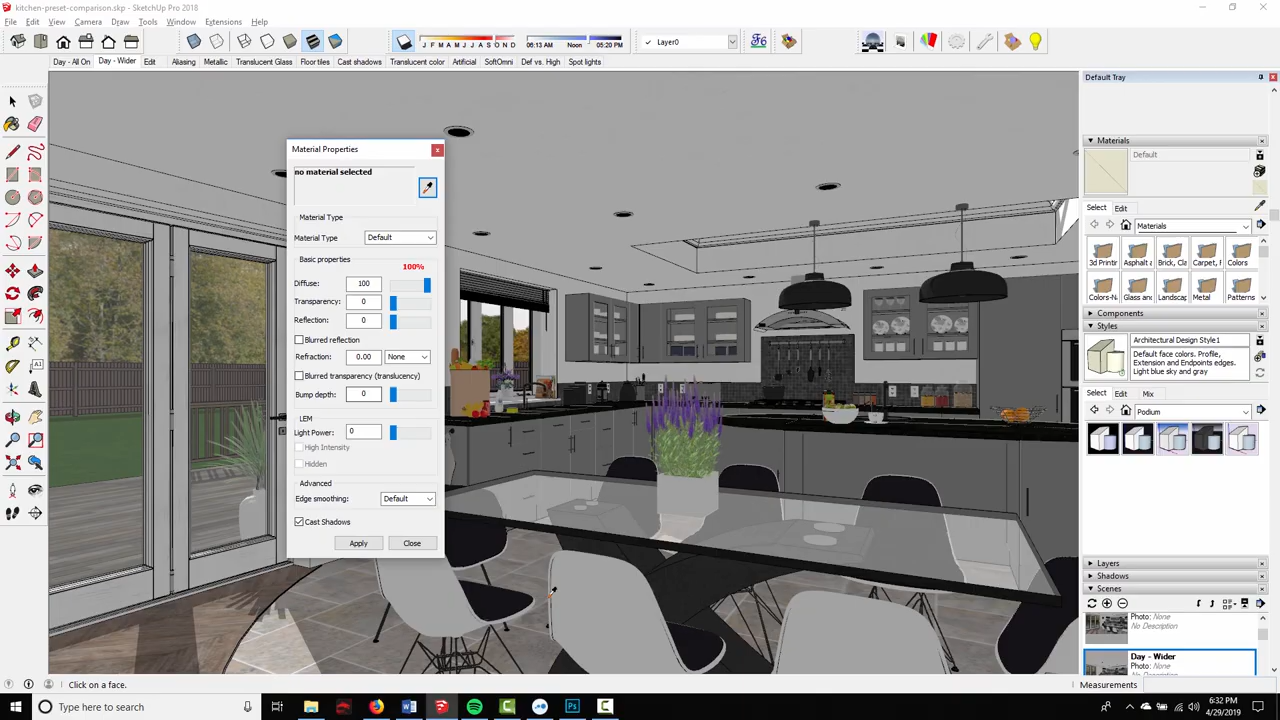 kitchen-preset-comparison.skp - SketchUp Pro 2018
File Edit View Camera Draw Tools Window Extensions Help
J F M A M J J A S O N D 06:13 AM Noon 05:20 PM Layer0
Day - All On Day - Wider Edit Aliasing Metallic Translucent Glass Floor tiles Cast shadows Translucent color Artificial SoftOmni Def vs. High Spot lights
Default Tray
Materials
Default
Select Edit
Materials
3d Printin Asphalt a Brick, Cla Carpet, F Colors
Colors-Na Glass and Landscap Metal Patterns
Components
Styles
Architectural Design Style1
Default face colors. Profile,
Extension and Endpoints edges.
Light blue sky and gray
Select Edit Mix
Podium
Layers
Shadows
Scenes
Photo: None
No Description
Day - Wider
Photo: None
No Description
Material Properties
no material selected
Material Type
Material Type Default
Basic properties
100%
Diffuse: 100
Transparency: 0
Reflection: 0
Blurred reflection
Refraction: 0.00 None
Blurred transparency (translucency)
Bump depth: 0
LEM
Light Power: 0
High Intensity
Hidden
Advanced
Edge smoothing: Default
Cast Shadows
Apply Close
Click on a face.
Measurements
Type here to search
6:32 PM
4/29/2019